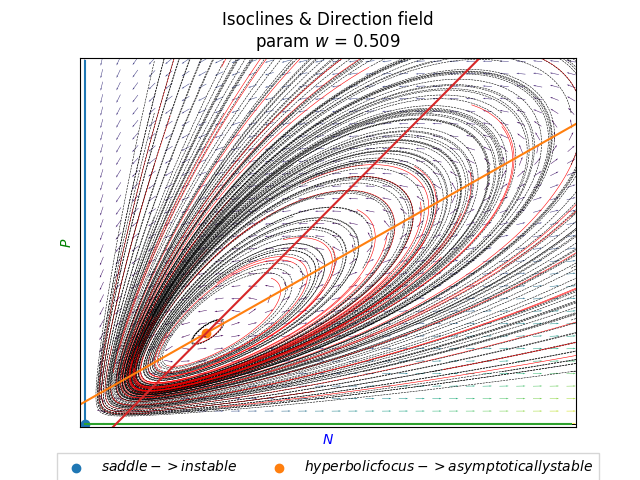 Isoclines & Direction field
param w = 0.509
P
N
saddle−>instable
hyperbolicfocus−>asymptoticallystable